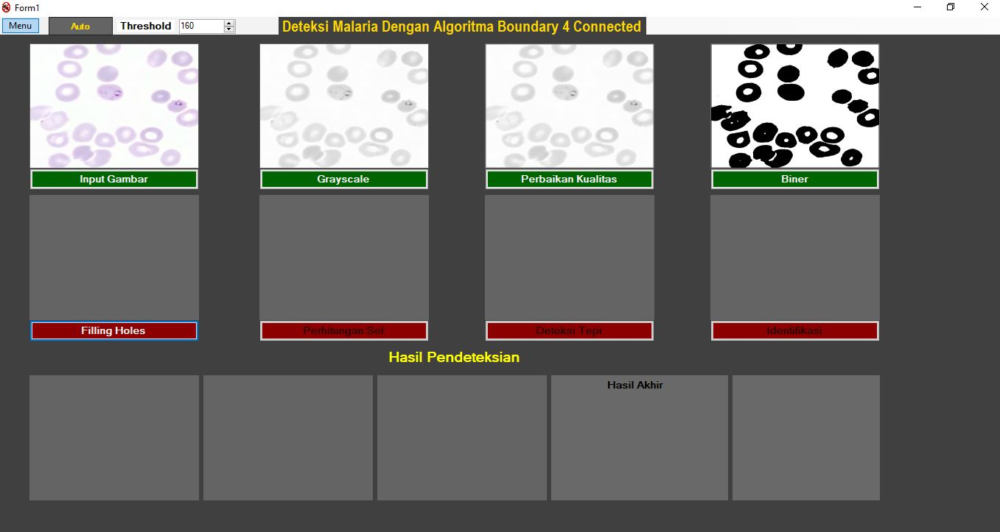 Form1
Menu Auto Threshold 160 Deteksi Malaria Dengan Algoritma Boundary 4 Connected
Input Gambar Grayscale Perbaikan Kualitas Biner
Filling Holes Perhitungan Sel Deteksi Tepi Identifikasi
Hasil Pendeteksian
Hasil Akhir